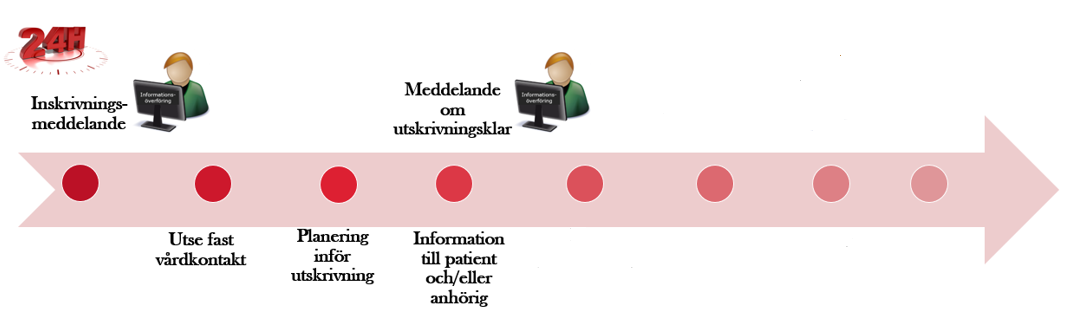 24H
Inskrivnings-
meddelande
Informations-
överföring
Meddelande
om
utskrivningsklar
Informations-
överföring
Utse fast
vårdkontakt
Planering
inför
utskrivning
Information
till patient
och/eller
anhörig